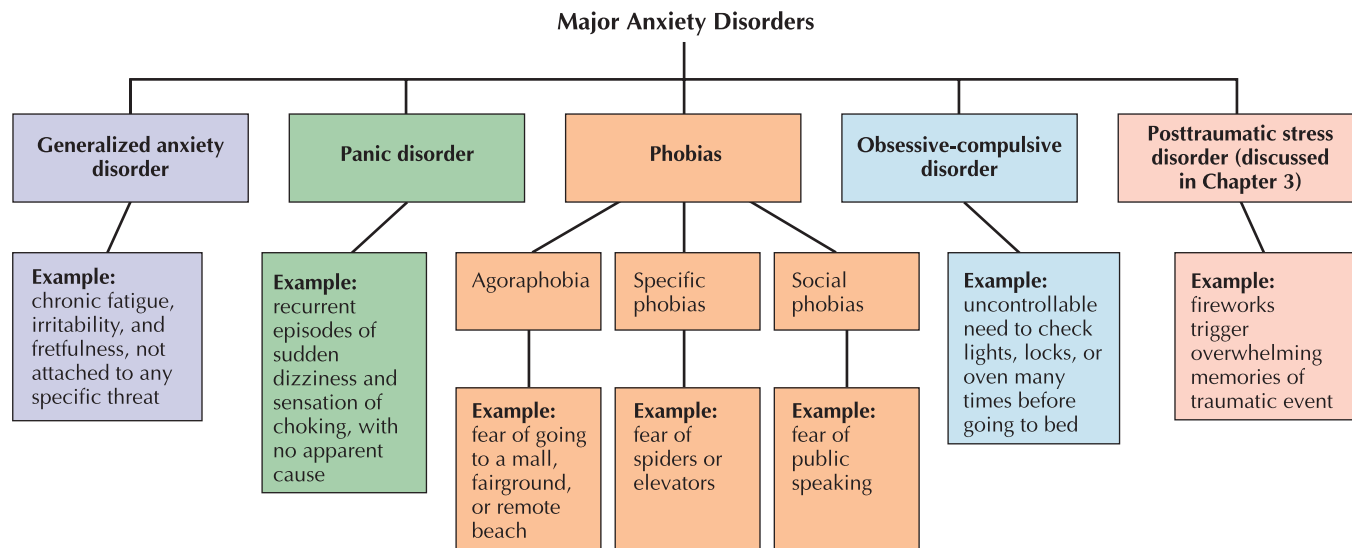 Major Anxiety Disorders
Generalized anxiety
disorder
Panic disorder
Phobias
Obsessive-compulsive
disorder
Posttraumatic stress
disorder (discussed
in Chapter 3)
Example:
chronic fatigue,
irritability, and
fretfulness, not
attached to any
specific threat
Example:
recurrent
episodes of
sudden
dizziness and
sensation of
choking, with
no apparent
cause
Agoraphobia
Specific
phobias
Social
phobias
Example:
fear of going
to a mall,
fairground,
or remote
beach
Example:
fear of
spiders or
elevators
Example:
fear of
public
speaking
Example:
uncontrollable
need to check
lights, locks, or
oven many
times before
going to bed
Example:
fireworks
trigger
overwhelming
memories of
traumatic event